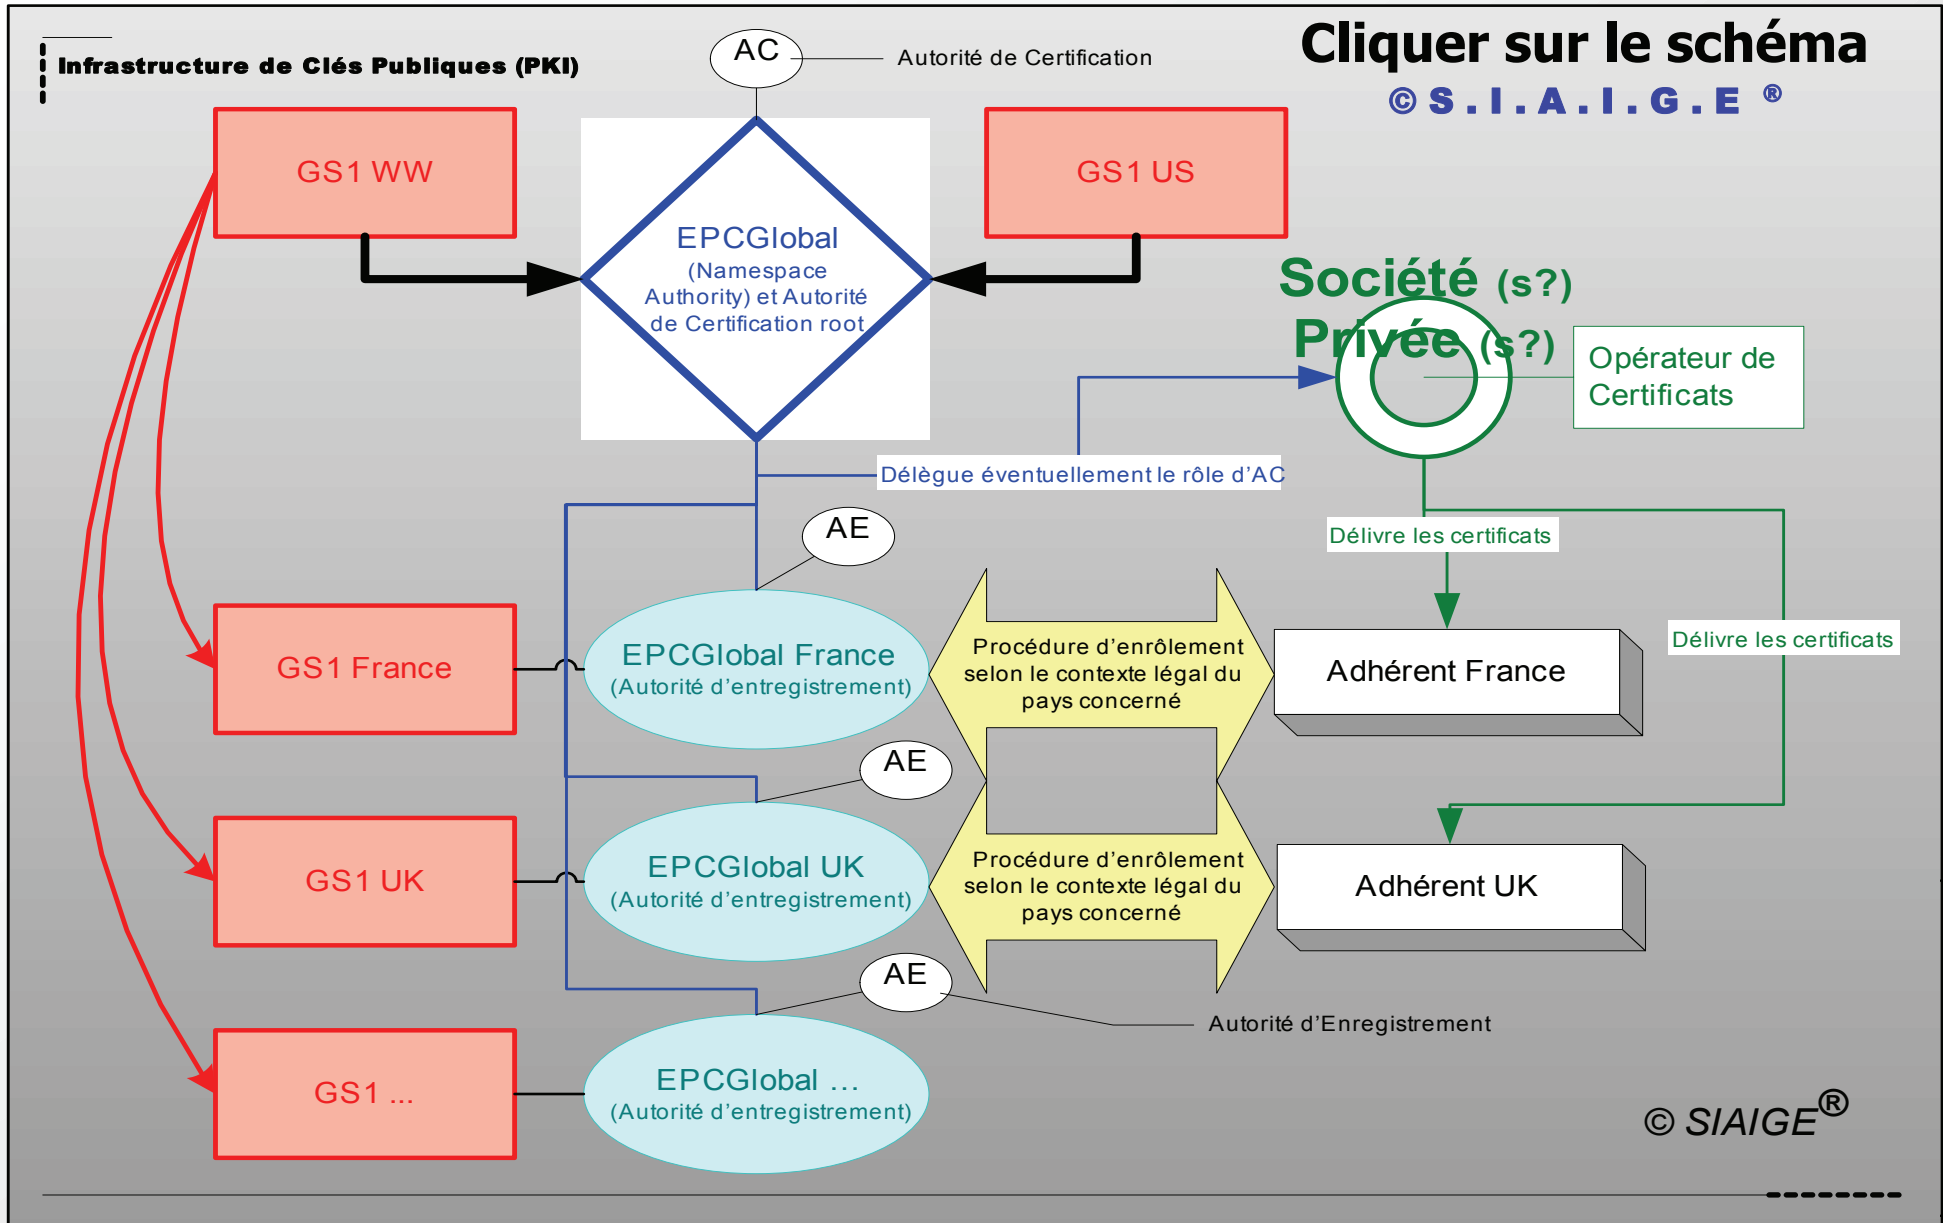 Infrastructure de Clés Publiques (PKI)
AC
Autorité de Certification
Cliquer sur le schéma
© S . I . A . I . G . E ®
GS1 WW
GS1 US
EPCGlobal
(Namespace
Authority) et Autorité
de Certification root
Société (s?)
Privée (s?)
Opérateur de
Certificats
Délègue éventuellement le rôle d'AC
AE
Délivre les certificats
Délivre les certificats
GS1 France
EPCGlobal France
(Autorité d'entregistrement)
Procédure d'enrôlement
selon le contexte légal du
pays concerné
Adhérent France
AE
GS1 UK
EPCGlobal UK
(Autorité d'entregistrement)
Procédure d'enrôlement
selon le contexte légal du
pays concerné
Adhérent UK
AE
Autorité d'Enregistrement
GS1 ...
EPCGlobal ...
(Autorité d'entregistrement)
© SIAIGE®